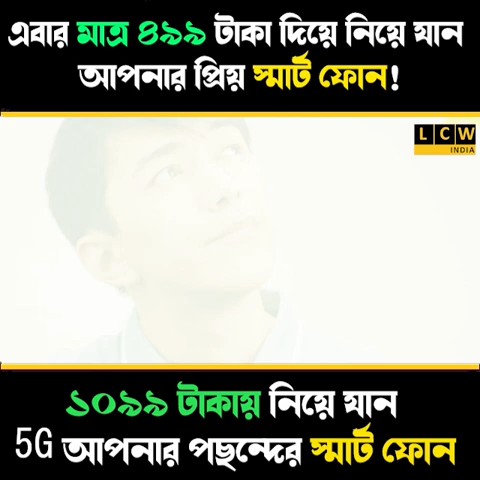 এবার মাত্র ৪৯৯ টাকা দিয়ে নিয়ে যান
আপনার প্রিয় স্মার্ট ফোন!
LCW
INDIA
১০৯৯ টাকায় নিয়ে যান
5G আপনার পছন্দের স্মার্ট ফোন